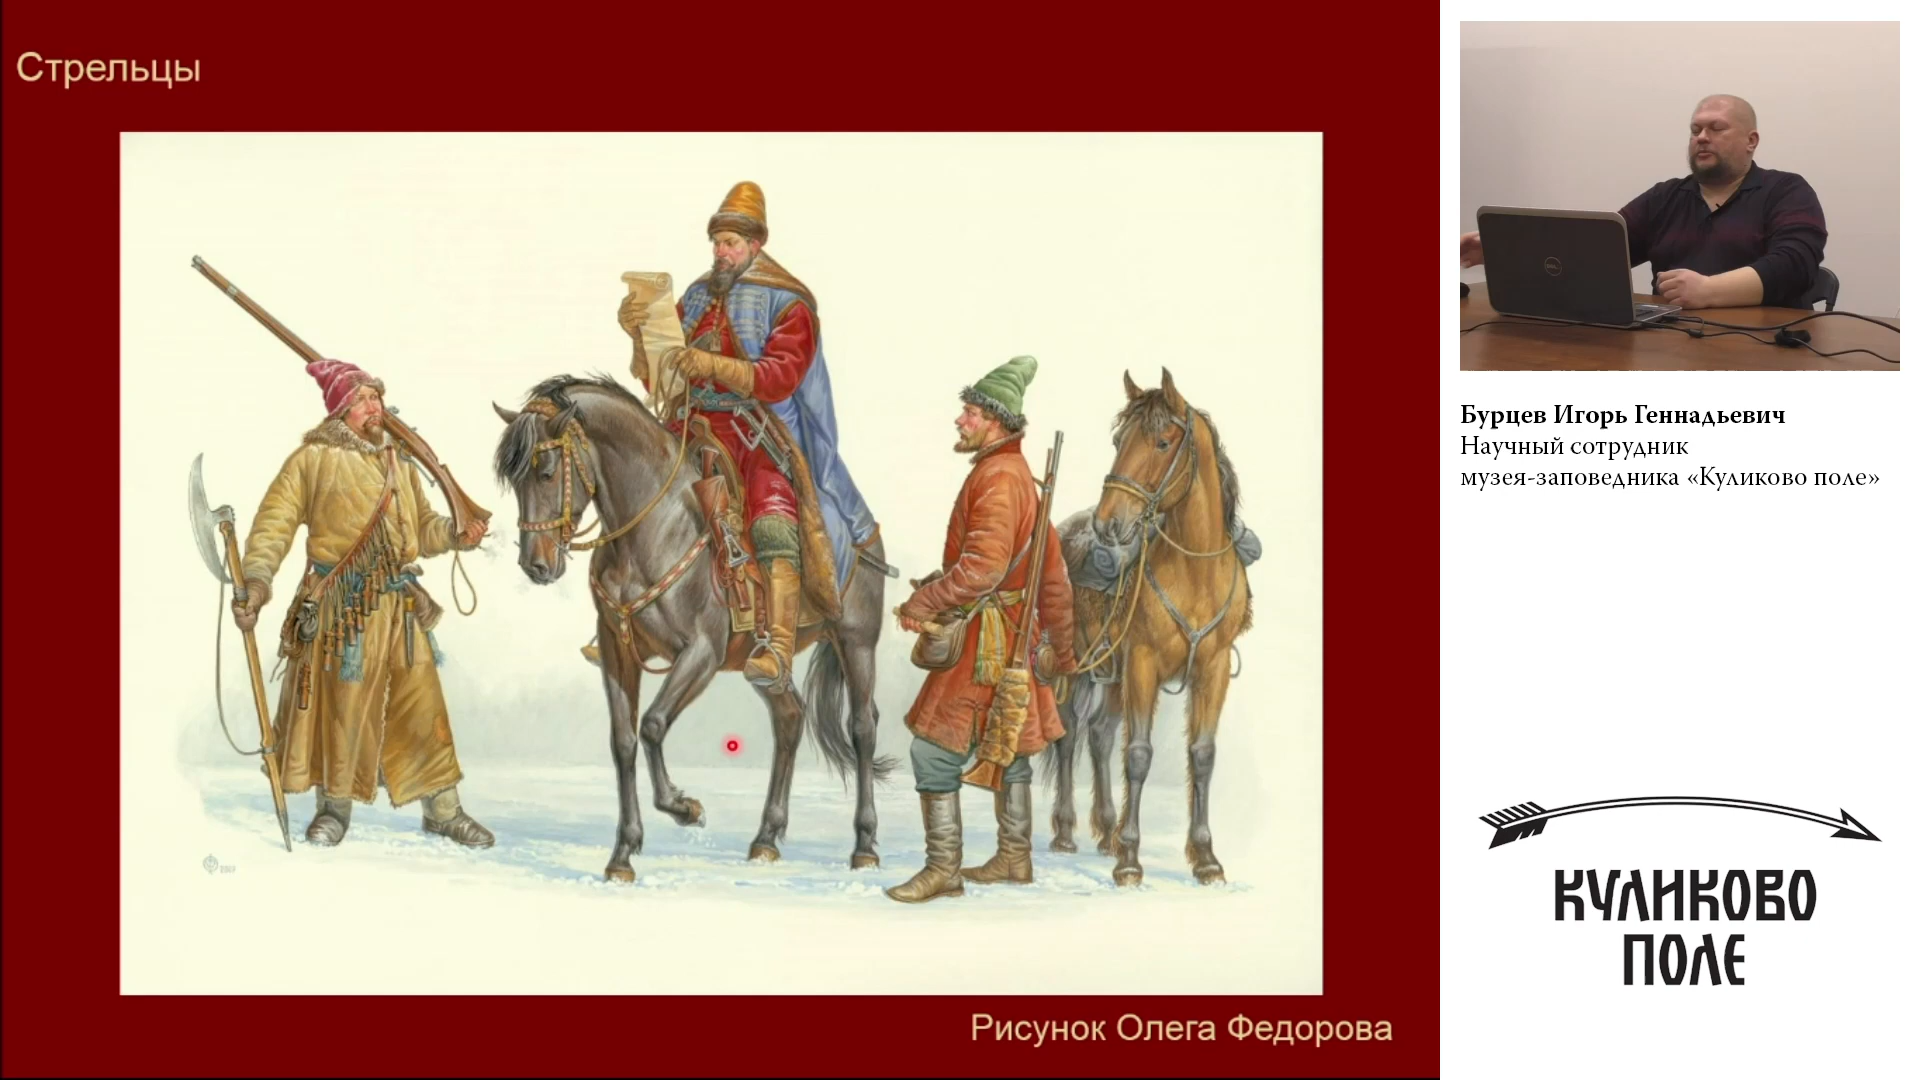 Стрельцы
Рисунок Олега Федорова
Бурцев Игорь Геннадьевич
Научный сотрудник
музея-заповедника «Куликово поле»
КУЛИКОВО
ПОЛЕ